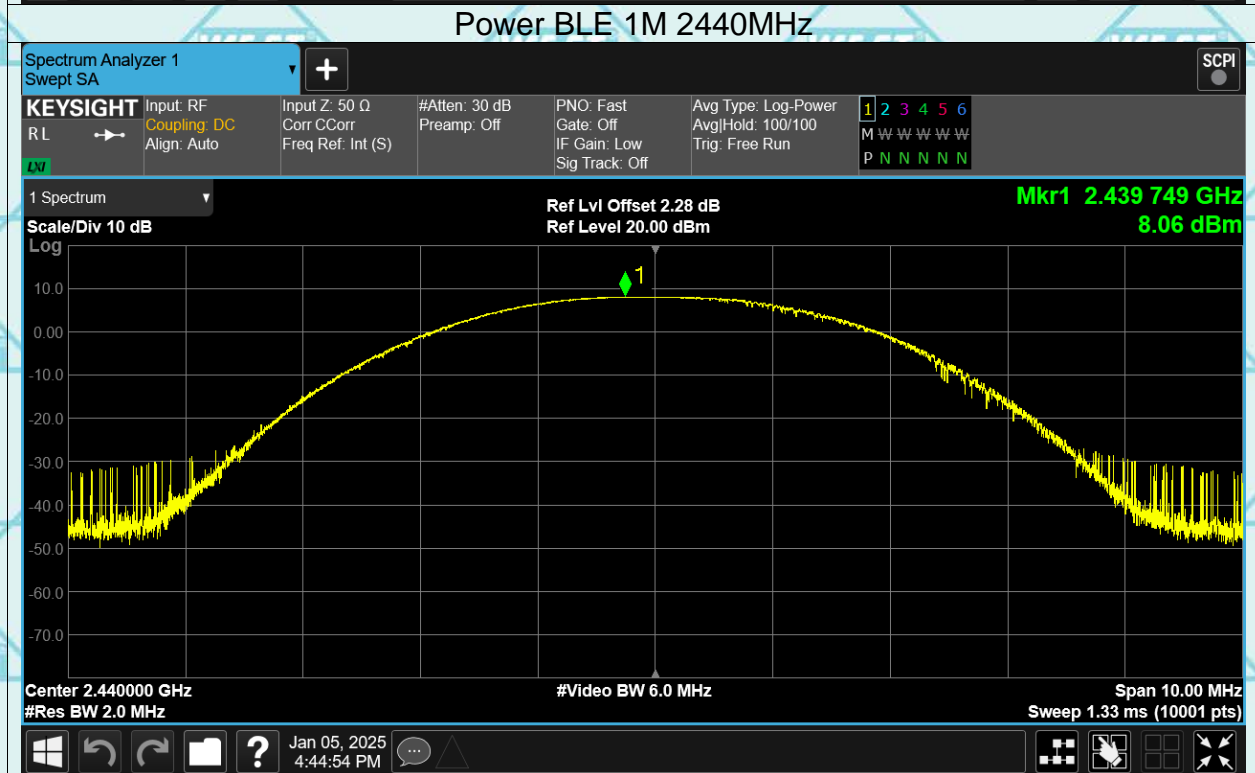 Power BLE 1M 2440MHz
Spectrum Analyzer 1
Swept SA
SCPI
KEYSIGHT Input: RF Input Z: 50 Ω #Atten: 30 dB PNO: Fast Avg Type: Log-Power 1 2 3 4 5 6
R L Coupling: DC Corr CCorr Preamp: Off Gate: Off Avg|Hold: 100/100 M W W W W W
Align: Auto Freq Ref: Int (S) IF Gain: Low Trig: Free Run P N N N N N
LXI Sig Track: Off
1 Spectrum
Mkr1 2.439 749 GHz
Ref Lvl Offset 2.28 dB
Scale/Div 10 dB Ref Level 20.00 dBm 8.06 dBm
Log
1
10.0
0.00
-10.0
-20.0
-30.0
-40.0
-50.0
-60.0
-70.0
Center 2.440000 GHz #Video BW 6.0 MHz Span 10.00 MHz
#Res BW 2.0 MHz Sweep 1.33 ms (10001 pts)
? Jan 05, 2025
4:44:54 PM